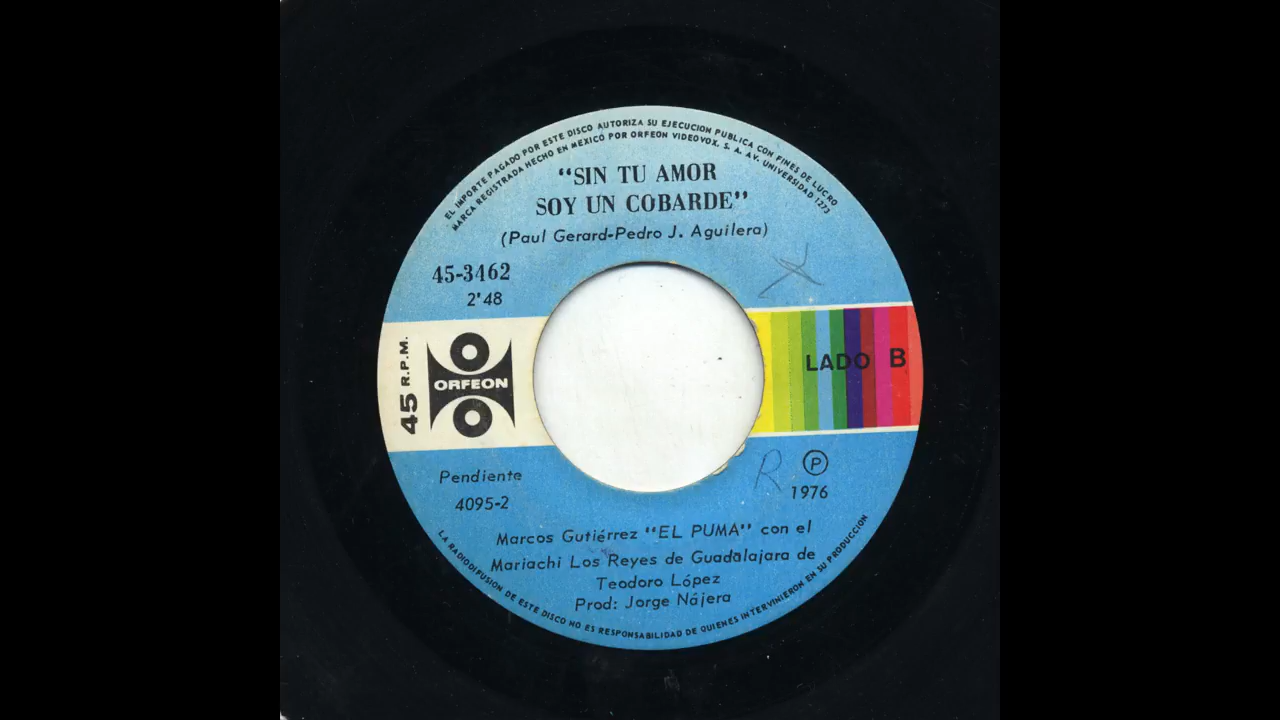 EL IMPORTE PAGADO POR ESTE DISCO AUTORIZA SU EJECUCION PUBLICA CON FINES DE LUCRO
MARCA REGISTRADA HECHO EN MEXICO POR ORFEON VIDEOVOX, S. A. AV. UNIVERSIDAD 1273
"SIN TU AMOR
SOY UN COBARDE"
(Paul Gerard-Pedro J. Aguilera)
45-3462
2'48
45 R.P.M.
ORFEON
LADO B
Pendiente
4095-2
R
Ⓟ
1976
Marcos Gutiérrez "EL PUMA" con el
Mariachi Los Reyes de Guadalajara de
Teodoro López
Prod: Jorge Nájera
LA RADIODIFUSION DE ESTE DISCO NO ES RESPONSABILIDAD DE QUIENES INTERVINIERON EN SU PRODUCCION